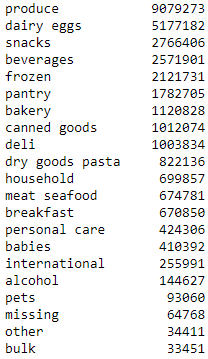 produce 9079273
dairy eggs 5177182
snacks 2766406
beverages 2571901
frozen 2121731
pantry 1782705
bakery 1120828
canned goods 1012074
deli 1003834
dry goods pasta 822136
household 699857
meat seafood 674781
breakfast 670850
personal care 424306
babies 410392
international 255991
alcohol 144627
pets 93060
missing 64768
other 34411
bulk 33451